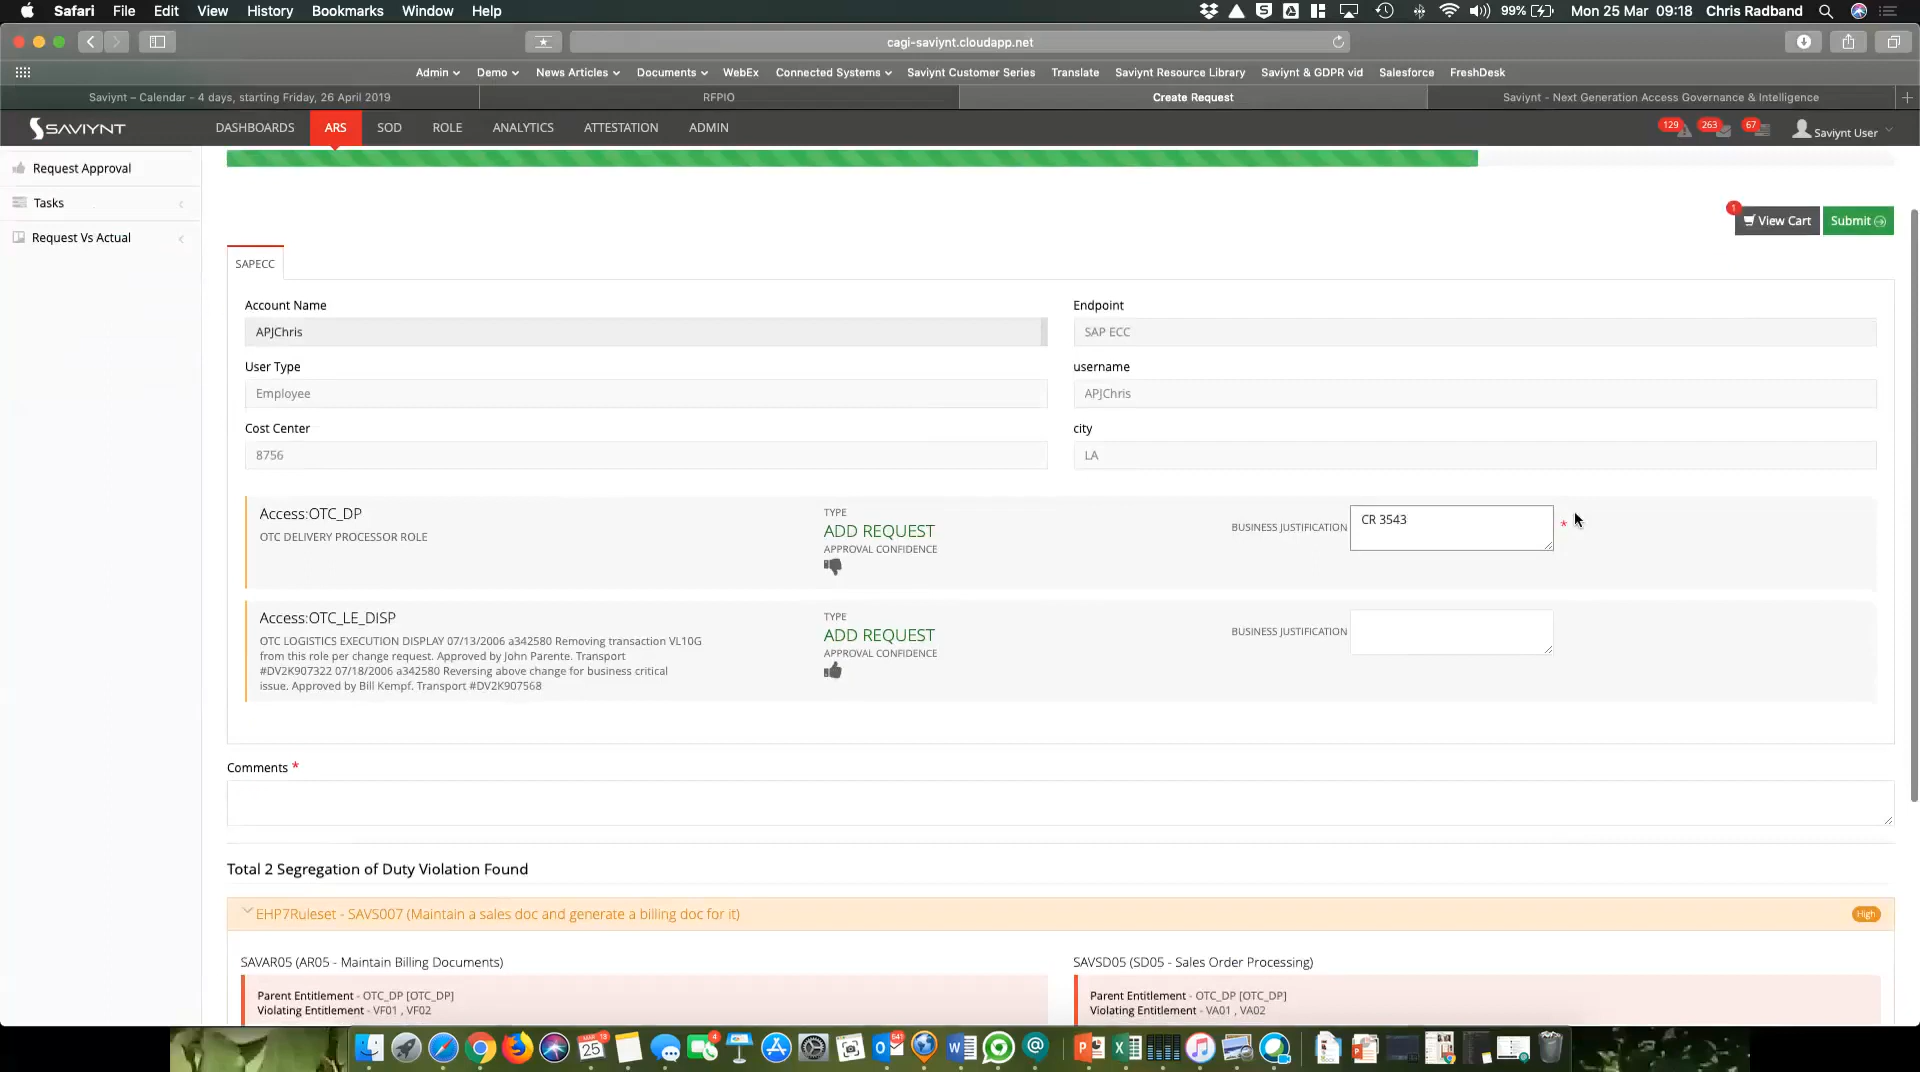 Safari File Edit View History Bookmarks Window Help
99% Mon 25 Mar 09:18 Chris Radband
cagi-saviynt.cloudapp.net
Admin Demo News Articles Documents WebEx Connected Systems Saviynt Customer Series Translate Saviynt Resource Library Saviynt & GDPR vid Salesforce FreshDesk
Saviynt – Calendar - 4 days, starting Friday, 26 April 2019
RFPIO
Create Request
Saviynt - Next Generation Access Governance & Intelligence
SAVIYNT
DASHBOARDS ARS SOD ROLE ANALYTICS ATTESTATION ADMIN
129 263 67 Saviynt User
Request Approval
Tasks
Request Vs Actual
1 View Cart Submit
SAPECC
Account Name
APJChris
Endpoint
SAP ECC
User Type
Employee
username
APJChris
Cost Center
8756
city
LA
Access:OTC_DP
OTC DELIVERY PROCESSOR ROLE
TYPE
ADD REQUEST
APPROVAL CONFIDENCE
BUSINESS JUSTIFICATION
CR 3543
*
Access:OTC_LE_DISP
OTC LOGISTICS EXECUTION DISPLAY 07/13/2006 a342580 Removing transaction VL10G
from this role per change request. Approved by John Parente. Transport
#DV2K907322 07/18/2006 a342580 Reversing above change for business critical
issue. Approved by Bill Kempf. Transport #DV2K907568
TYPE
ADD REQUEST
APPROVAL CONFIDENCE
BUSINESS JUSTIFICATION
Comments *
Total 2 Segregation of Duty Violation Found
EHP7Ruleset - SAVS007 (Maintain a sales doc and generate a billing doc for it)
High
SAVAR05 (AR05 - Maintain Billing Documents)
Parent Entitlement - OTC_DP [OTC_DP]
Violating Entitlement - VF01 , VF02
SAVSD05 (SD05 - Sales Order Processing)
Parent Entitlement - OTC_DP [OTC_DP]
Violating Entitlement - VA01 , VA02